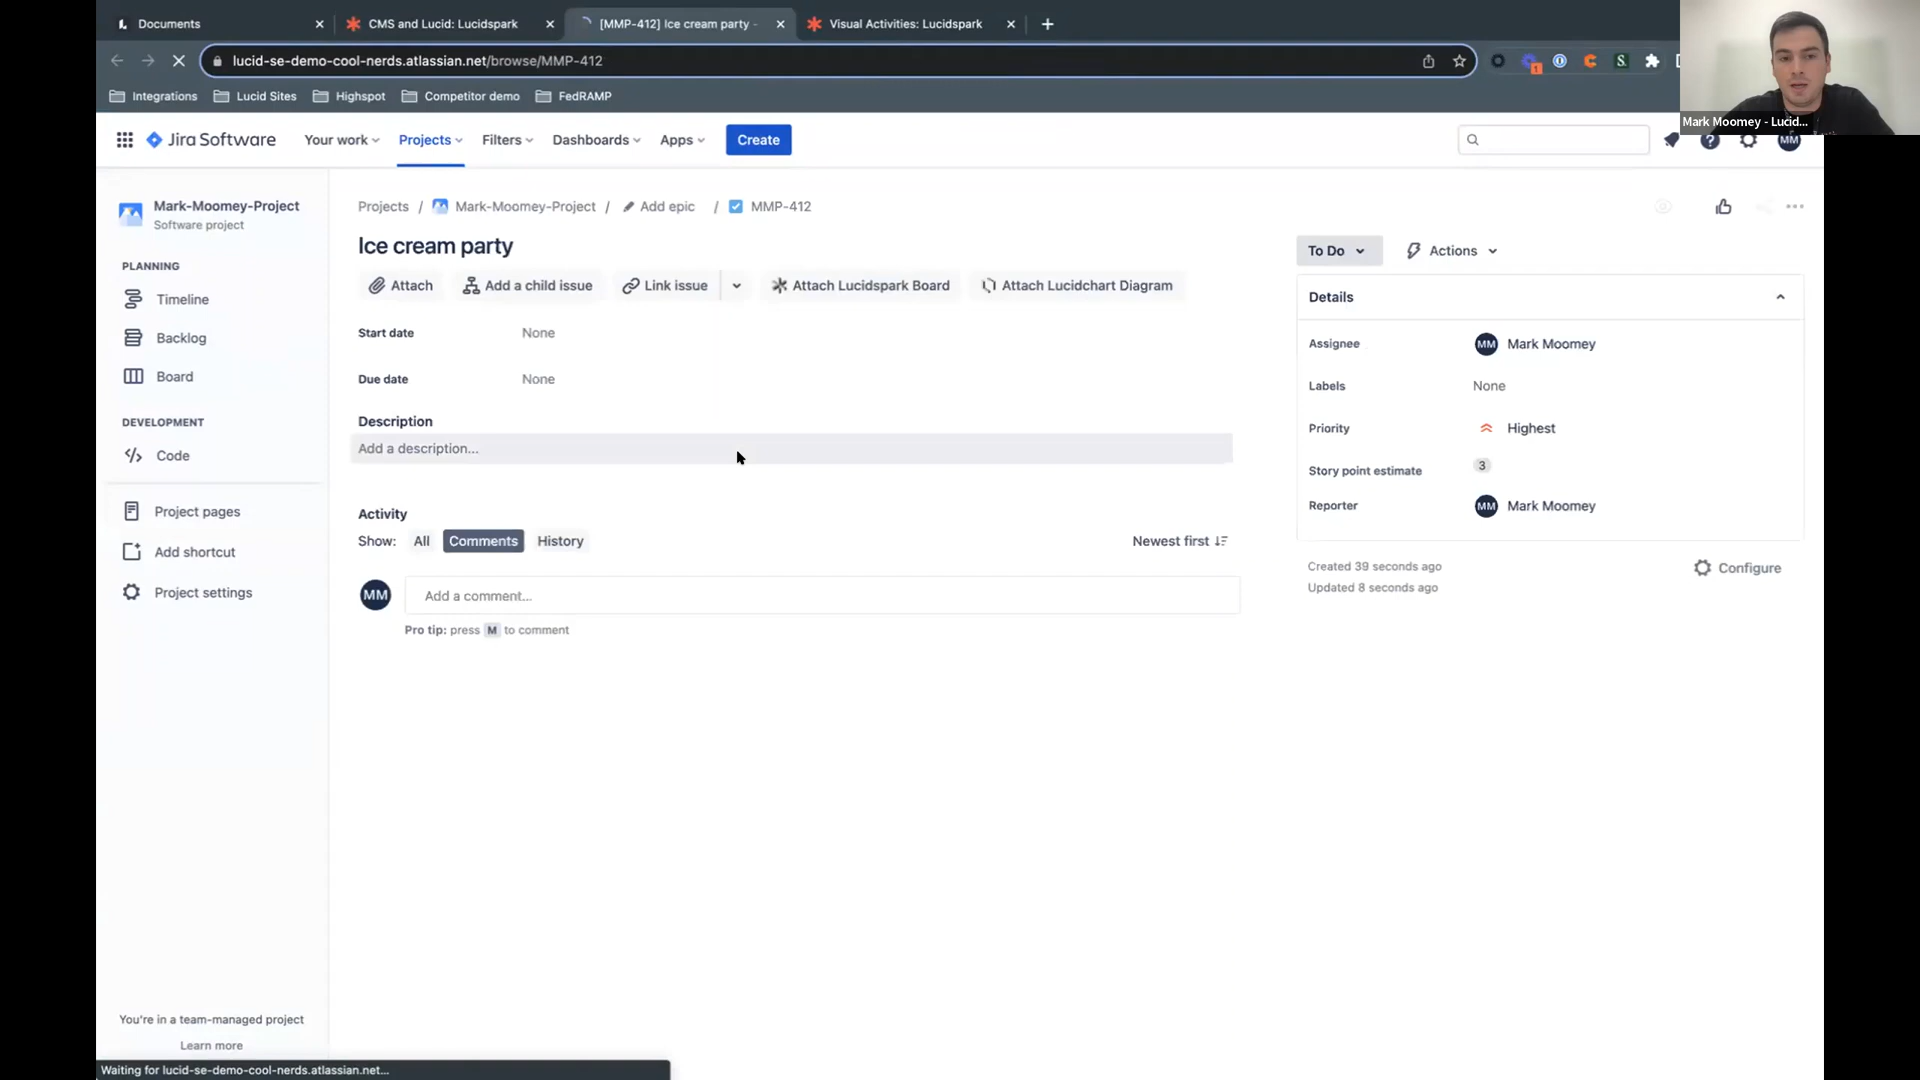 Documents
CMS and Lucid: Lucidspark
[MMP-412] Ice cream party -
Visual Activities: Lucidspark
lucid-se-demo-cool-nerds.atlassian.net/browse/MMP-412
1
S
Integrations
Lucid Sites
Highspot
Competitor demo
FedRAMP
Mark Moomey - Lucid...
Jira Software
Your work
Projects
Filters
Dashboards
Apps
Create
MM
Mark-Moomey-Project
Software project
PLANNING
Timeline
Backlog
Board
DEVELOPMENT
Code
Project pages
Add shortcut
Project settings
You're in a team-managed project
Learn more
Projects / Mark-Moomey-Project / Add epic / MMP-412
Ice cream party
Attach
Add a child issue
Link issue
Attach Lucidspark Board
Attach Lucidchart Diagram
Start date None
Due date None
Description
Add a description...
Activity
Show: All Comments History
Newest first
MM Add a comment...
Pro tip: press M to comment
To Do
Actions
Details
Assignee MM Mark Moomey
Labels None
Priority Highest
Story point estimate 3
Reporter MM Mark Moomey
Created 39 seconds ago
Updated 8 seconds ago
Configure
Waiting for lucid-se-demo-cool-nerds.atlassian.net...